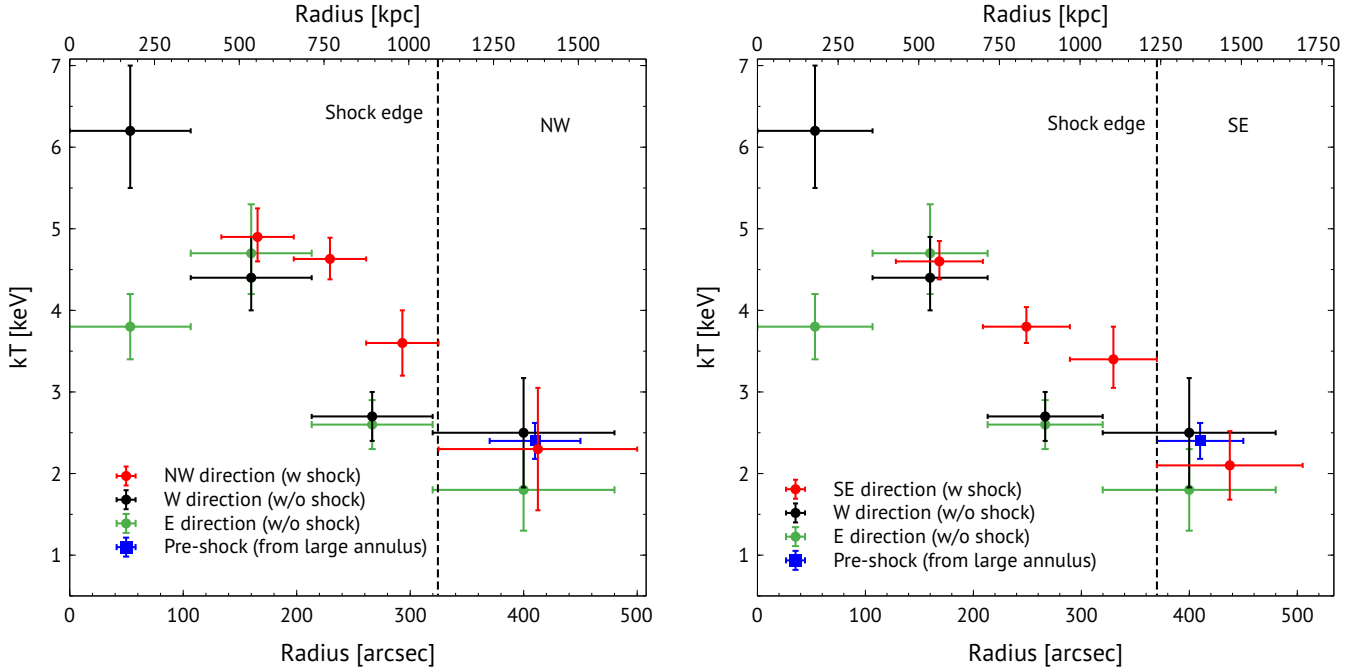 Radius [kpc]
0 250 500 750 1000 1250 1500
7
6
5
4
3
2
1
kT [keV]
Shock edge
NW
NW direction (w shock)
W direction (w/o shock)
E direction (w/o shock)
Pre-shock (from large annulus)
0 100 200 300 400 500
Radius [arcsec]
Radius [kpc]
0 250 500 750 1000 1250 1500 1750
7
6
5
4
3
2
1
kT [keV]
Shock edge
SE
SE direction (w shock)
W direction (w/o shock)
E direction (w/o shock)
Pre-shock (from large annulus)
0 100 200 300 400 500
Radius [arcsec]